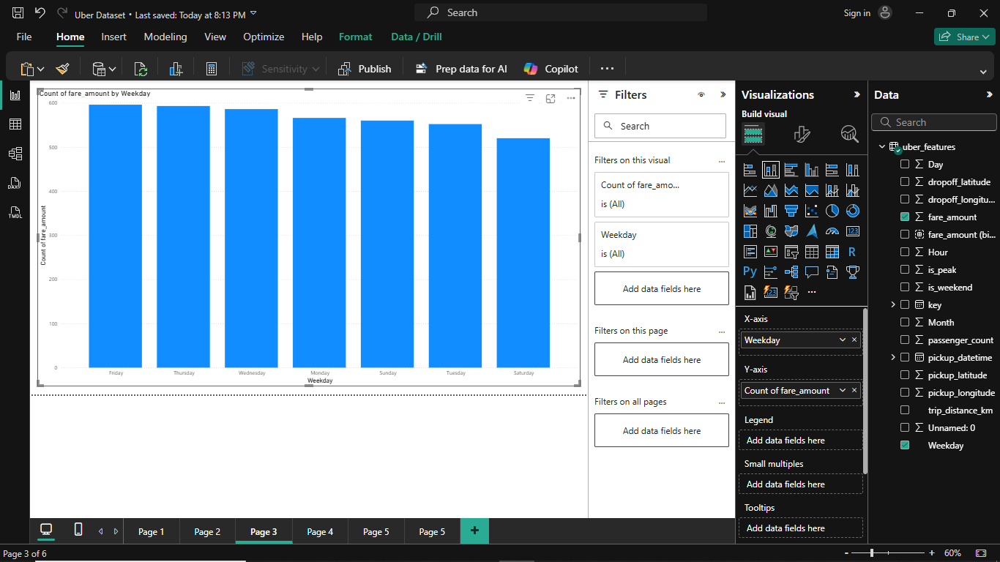 Uber Dataset • Last saved: Today at 8:13 PM
Search
Sign in
File
Home
Insert
Modeling
View
Optimize
Help
Format
Data / Drill
Share
Sensitivity
Publish
Prep data for AI
Copilot
Count of fare_amount by Weekday
600
500
400
300
200
100
0
Count of fare_amount
Friday
Thursday
Wednesday
Monday
Sunday
Tuesday
Saturday
Weekday
Filters
Search
Filters on this visual
Count of fare_amo...
is (All)
Weekday
is (All)
Add data fields here
Filters on this page
Add data fields here
Filters on all pages
Add data fields here
Visualizations
Build visual
123
R
Py
123
X-axis
Weekday
Y-axis
Count of fare_amount
Legend
Add data fields here
Small multiples
Add data fields here
Tooltips
Add data fields here
Data
Search
uber_features
Day
dropoff_latitude
dropoff_longitu...
fare_amount
fare_amount (bi...
Hour
is_peak
is_weekend
key
Month
passenger_count
pickup_datetime
pickup_latitude
pickup_longitude
trip_distance_km
Unnamed: 0
Weekday
DAX
TMDL
Page 1
Page 2
Page 3
Page 4
Page 5
Page 5
Page 3 of 6
60%